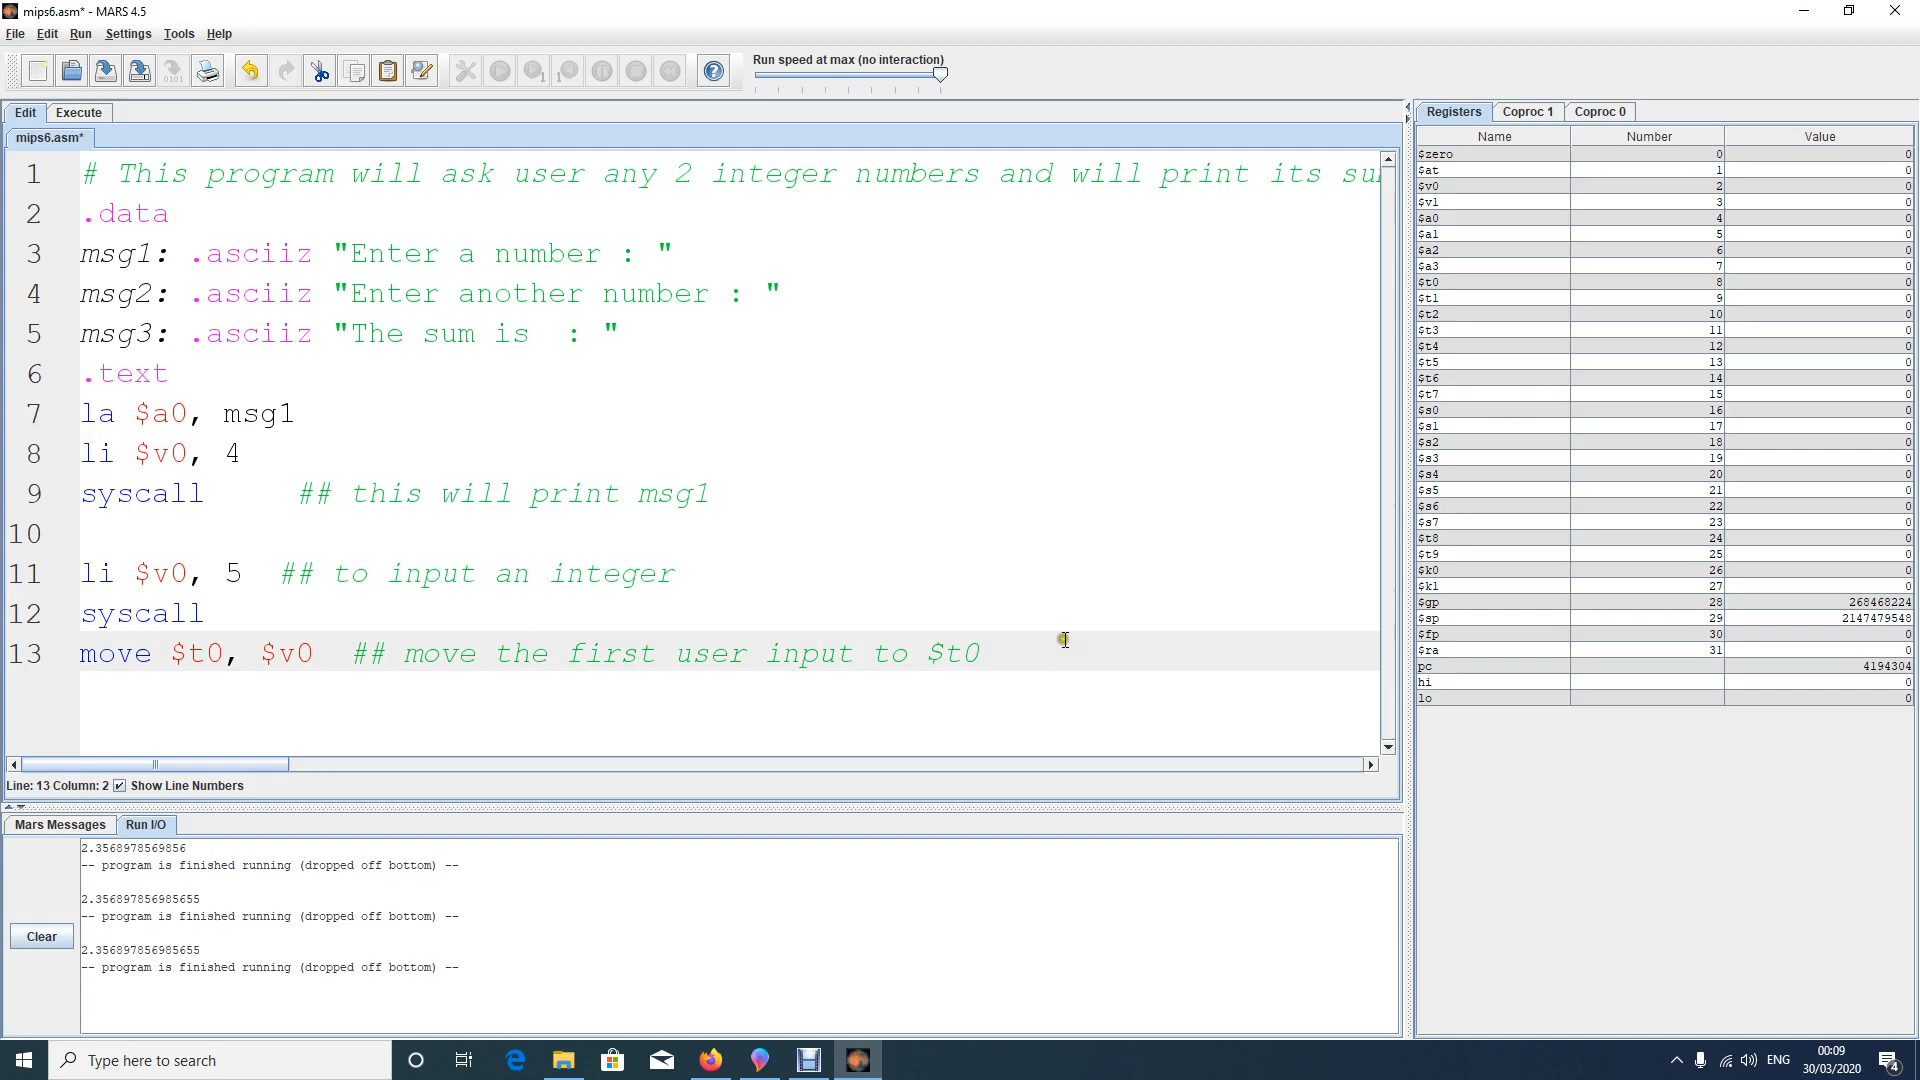 mips6.asm* - MARS 4.5
File Edit Run Settings Tools Help
Run speed at max (no interaction)
Edit Execute
mips6.asm*
1 # This program will ask user any 2 integer numbers and will print its su
2 .data
3 msg1: .asciiz "Enter a number : "
4 msg2: .asciiz "Enter another number : "
5 msg3: .asciiz "The sum is  : "
6 .text
7 la $a0, msg1
8 li $v0, 4
9 syscall ## this will print msg1
10
11 li $v0, 5 ## to input an integer
12 syscall
13 move $t0, $v0 ## move the first user input to $t0
Line: 13 Column: 2 Show Line Numbers
Mars Messages Run I/O
2.3568978569856
-- program is finished running (dropped off bottom) --
2.356897856985655
-- program is finished running (dropped off bottom) --
2.356897856985655
-- program is finished running (dropped off bottom) --
Clear
Registers Coproc 1 Coproc 0
Name Number Value
$zero 0 0
$at 1 0
$v0 2 0
$v1 3 0
$a0 4 0
$a1 5 0
$a2 6 0
$a3 7 0
$t0 8 0
$t1 9 0
$t2 10 0
$t3 11 0
$t4 12 0
$t5 13 0
$t6 14 0
$t7 15 0
$s0 16 0
$s1 17 0
$s2 18 0
$s3 19 0
$s4 20 0
$s5 21 0
$s6 22 0
$s7 23 0
$t8 24 0
$t9 25 0
$k0 26 0
$k1 27 0
$gp 28 268468224
$sp 29 2147479548
$fp 30 0
$ra 31 0
pc 4194304
hi 0
lo 0
Type here to search
ENG
00:09
30/03/2020
4